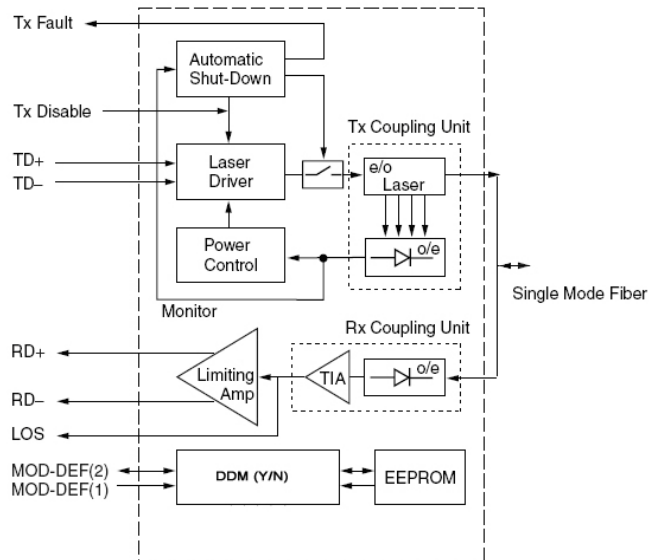 Tx Fault
Automatic
Shut-Down
Tx Disable
Tx Coupling Unit
TD+
TD–
Laser
Driver
e/o
Laser
Power
Control
o/e
Single Mode Fiber
Monitor
Rx Coupling Unit
RD+
RD–
Limiting
Amp
TIA
o/e
LOS
MOD-DEF(2)
MOD-DEF(1)
DDM (Y/N)
EEPROM